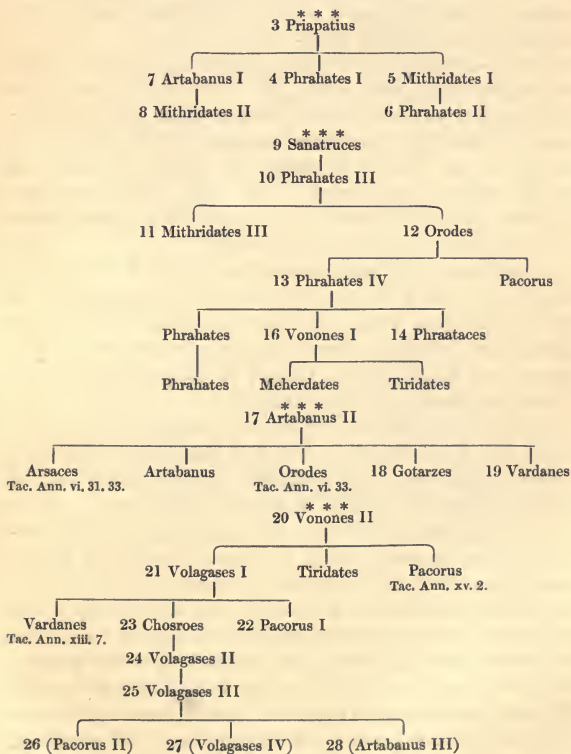 * * *
3 Priapatius
7 Artabanus I 4 Phrahates I 5 Mithridates I
8 Mithridates II 6 Phrahates II
* * *
9 Sanatruces
10 Phrahates III
11 Mithridates III 12 Orodes
13 Phrahates IV Pacorus
Phrahates 16 Vonones I 14 Phraataces
Phrahates Meherdates Tiridates
* * *
17 Artabanus II
Arsaces Artabanus Orodes 18 Gotarzes 19 Vardanes
Tac. Ann. vi. 31. 33. Tac. Ann. vi. 33.
* * *
20 Vonones II
21 Volagases I Tiridates Pacorus
Tac. Ann. xv. 2.
Vardanes 23 Chosroes 22 Pacorus I
Tac. Ann. xiii. 7.
24 Volagases II
25 Volagases III
26 (Pacorus II) 27 (Volagases IV) 28 (Artabanus III)